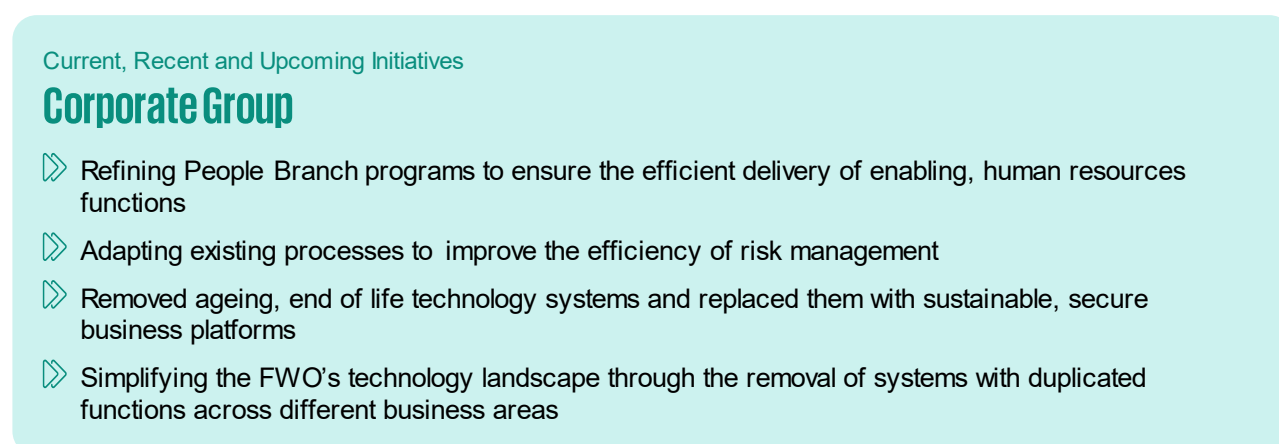 Current, Recent and Upcoming Initiatives
Corporate Group
Refining People Branch programs to ensure the efficient delivery of enabling, human resources
functions
Adapting existing processes to improve the efficiency of risk management
Removed ageing, end of life technology systems and replaced them with sustainable, secure
business platforms
Simplifying the FWO’s technology landscape through the removal of systems with duplicated
functions across different business areas